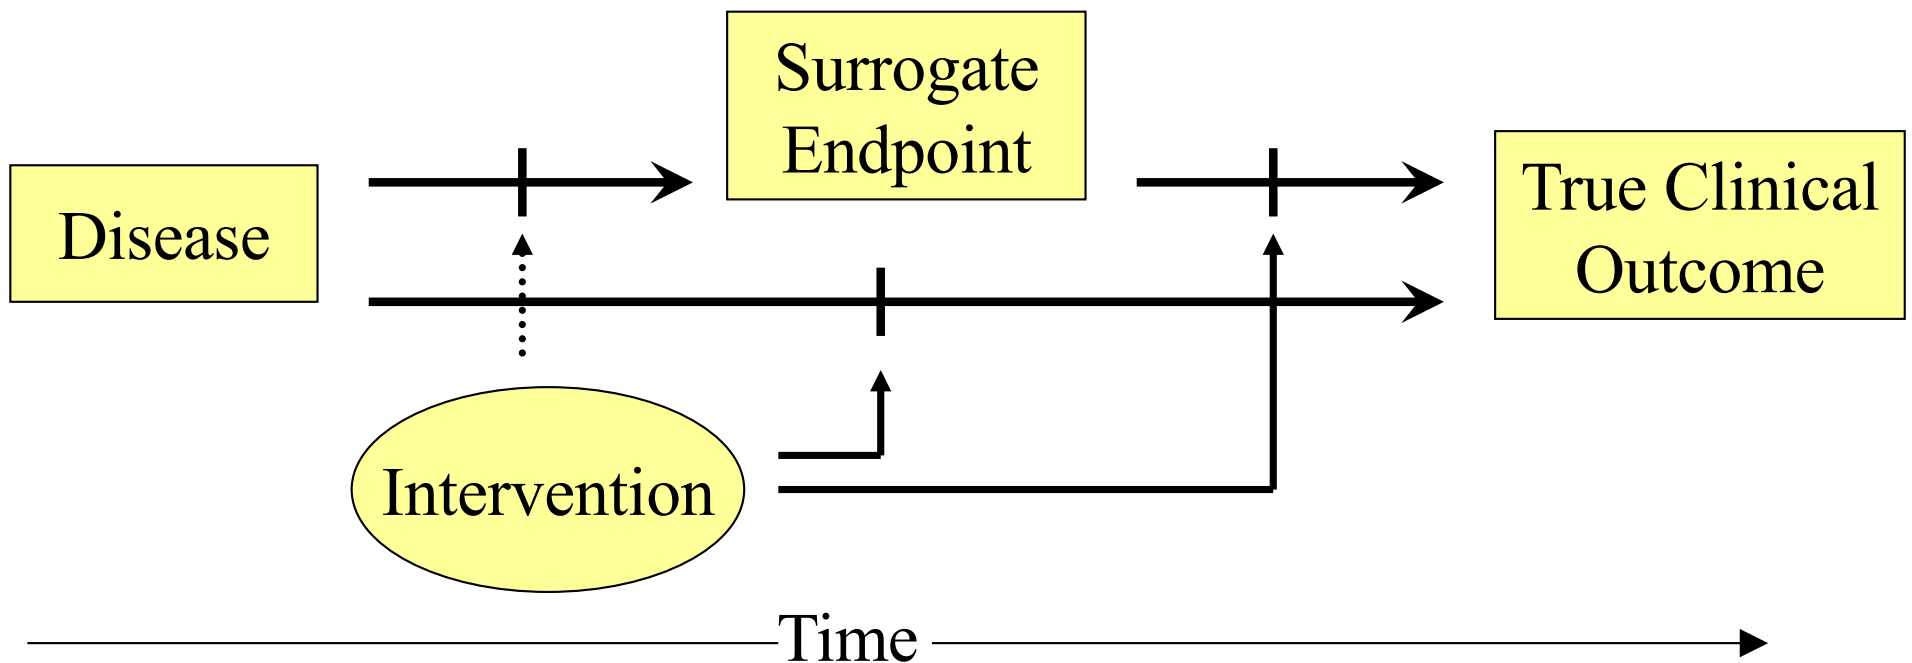 Surrogate
Endpoint
Disease
True Clinical
Outcome
Intervention
Time